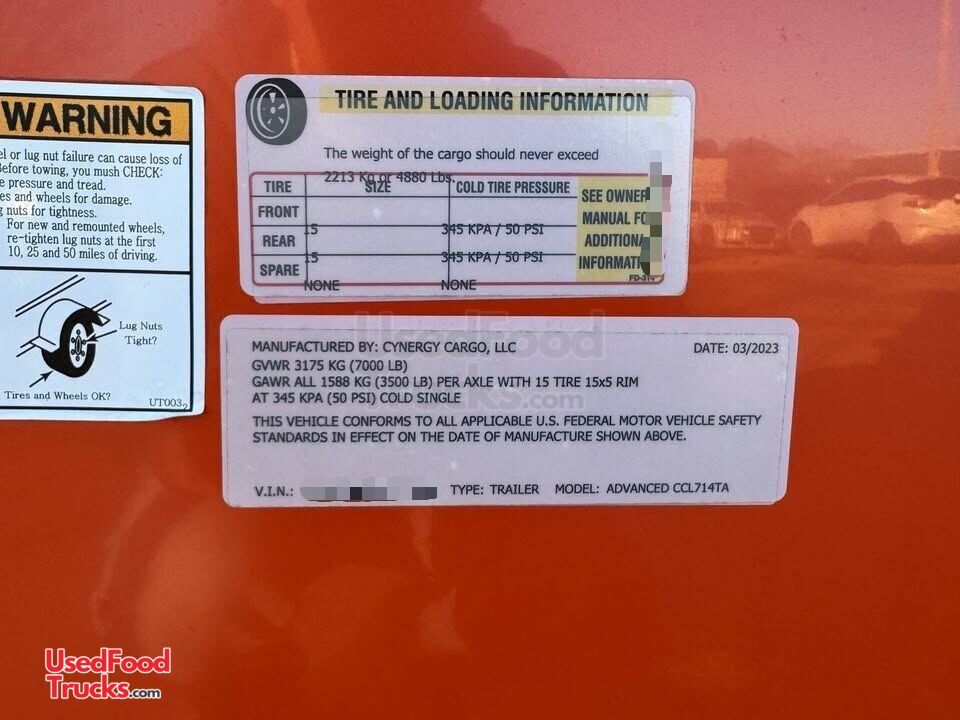 WARNING
el or lug nut failure can cause loss of
Before towing, you mush CHECK:
e pressure and tread.
es and wheels for damage.
g nuts for tightness.
For new and remounted wheels,
re-tighten lug nuts at the first
10, 25 and 50 miles of driving.
Lug Nuts
Tight?
Tires and Wheels OK?
UT003
TIRE AND LOADING INFORMATION
The weight of the cargo should never exceed
2213 Kg or 4880 Lbs.
TIRE SIZE COLD TIRE PRESSURE
FRONT 15 345 KPA / 50 PSI
REAR 15 345 KPA / 50 PSI
SPARE NONE NONE
SEE OWNER
MANUAL FO
ADDITIONA
INFORMATI
FD-314
MANUFACTURED BY: CYNERGY CARGO, LLC DATE: 03/2023
GVWR 3175 KG (7000 LB)
GAWR ALL 1588 KG (3500 LB) PER AXLE WITH 15 TIRE 15x5 RIM
AT 345 KPA (50 PSI) COLD SINGLE
THIS VEHICLE CONFORMS TO ALL APPLICABLE U.S. FEDERAL MOTOR VEHICLE SAFETY
STANDARDS IN EFFECT ON THE DATE OF MANUFACTURE SHOWN ABOVE.
V.I.N.: TYPE: TRAILER MODEL: ADVANCED CCL714TA
UsedFood
Trucks.com
UsedFood
Trucks.com